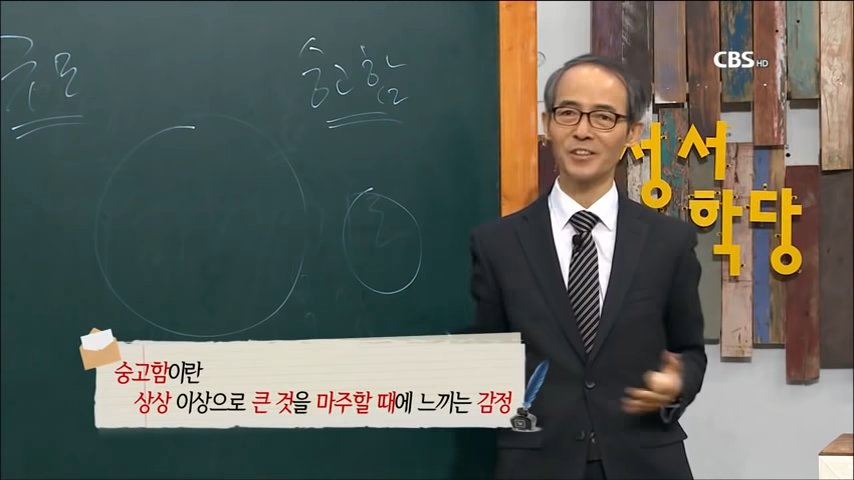 숭고함
CBS HD
성서
학당
숭고함이란
상상 이상으로 큰 것을 마주할 때에 느끼는 감정